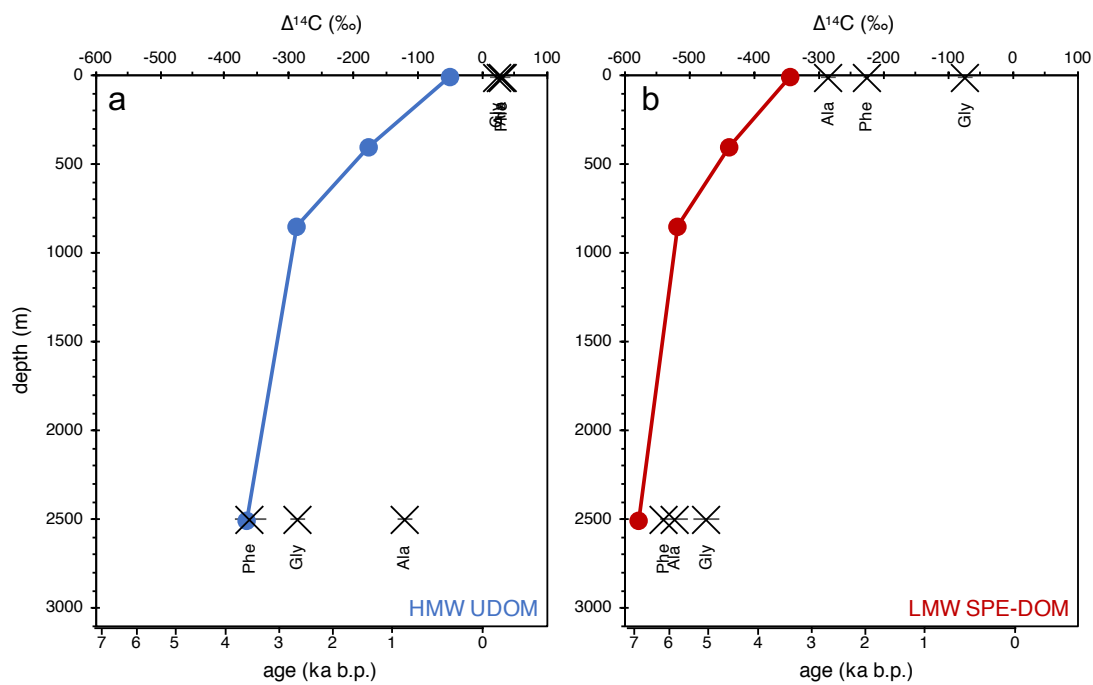 Δ¹⁴C (‰)
-600 -500 -400 -300 -200 -100 0 100
a
0
500
1000
1500
2000
2500
3000
depth (m)
Gly Ala Phe
Phe Gly Ala
HMW UDOM
7 6 5 4 3 2 1 0
age (ka b.p.)
Δ¹⁴C (‰)
-600 -500 -400 -300 -200 -100 0 100
b
0
500
1000
1500
2000
2500
3000
Ala Phe Gly
Phe Ala Gly
LMW SPE-DOM
7 6 5 4 3 2 1 0
age (ka b.p.)